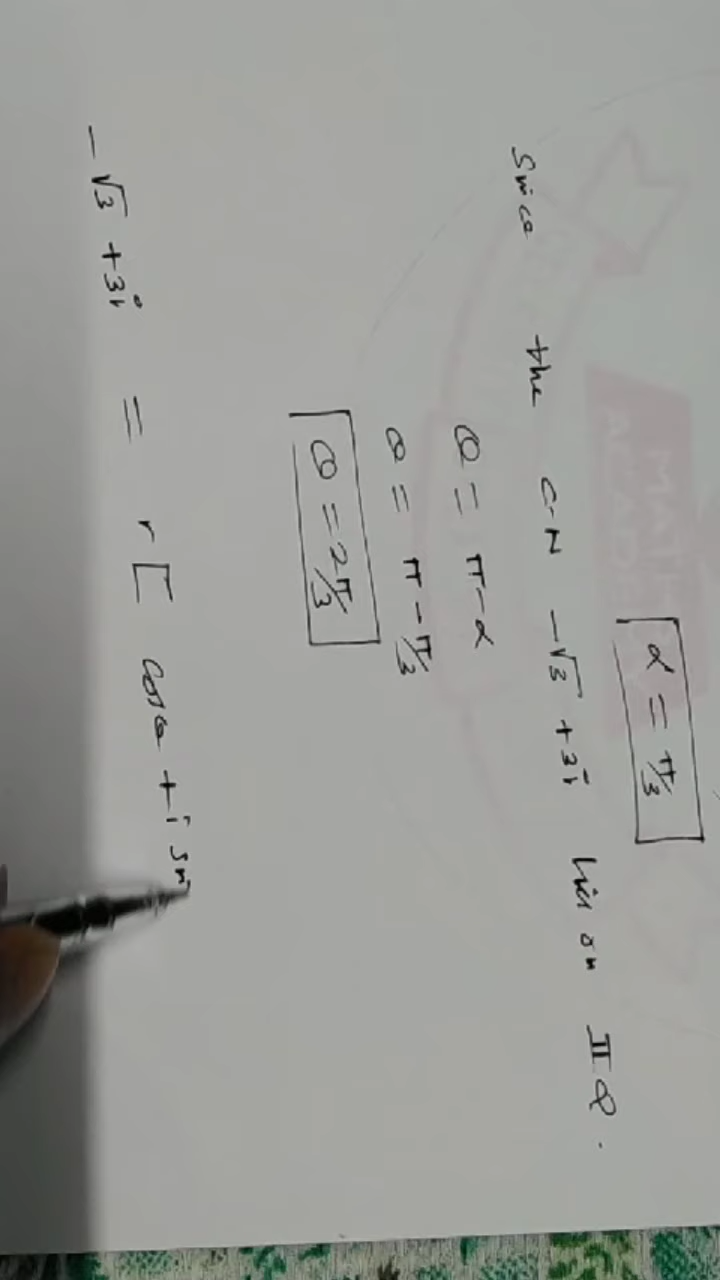 α = π/3
Since the C.N -√3 + 3i lies on II Q.
θ = π - α
θ = π - π/3
θ = 2π/3
-√3 + 3i = r [ cosθ + i sin